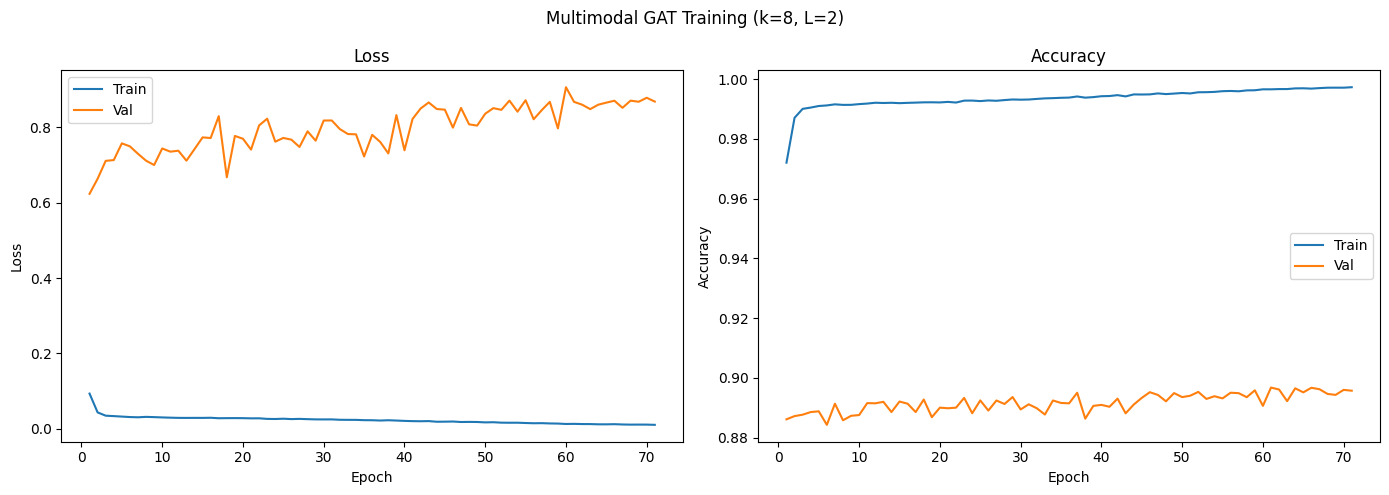 Multimodal GAT Training (k=8, L=2)
Loss
Train
Val
Loss
0.8
0.6
0.4
0.2
0.0
0 10 20 30 40 50 60 70
Epoch
Accuracy
Accuracy
1.00
0.98
0.96
0.94
0.92
0.90
0.88
Train
Val
0 10 20 30 40 50 60 70
Epoch